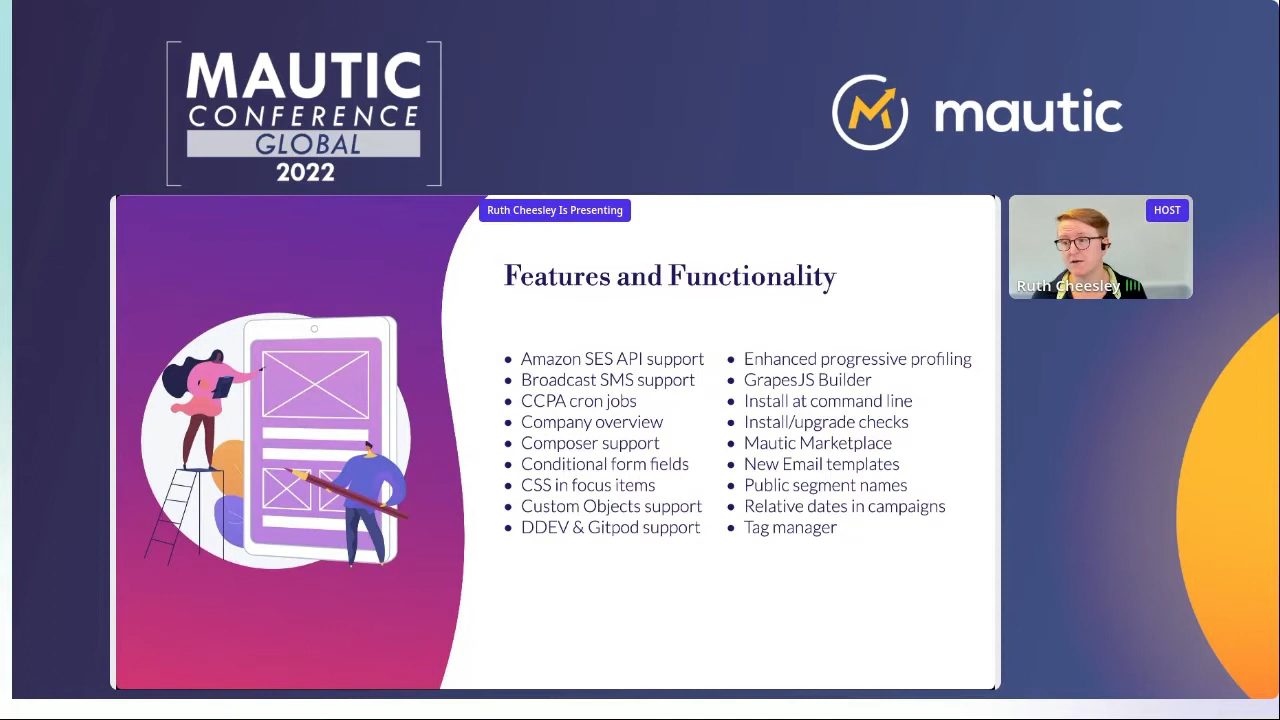 MAUTIC
CONFERENCE
GLOBAL
2022
mautic
Ruth Cheesley Is Presenting
HOST
Ruth Cheesley
Features and Functionality
• Amazon SES API support
• Broadcast SMS support
• CCPA cron jobs
• Company overview
• Composer support
• Conditional form fields
• CSS in focus items
• Custom Objects support
• DDEV & Gitpod support
• Enhanced progressive profiling
• GrapesJS Builder
• Install at command line
• Install/upgrade checks
• Mautic Marketplace
• New Email templates
• Public segment names
• Relative dates in campaigns
• Tag manager